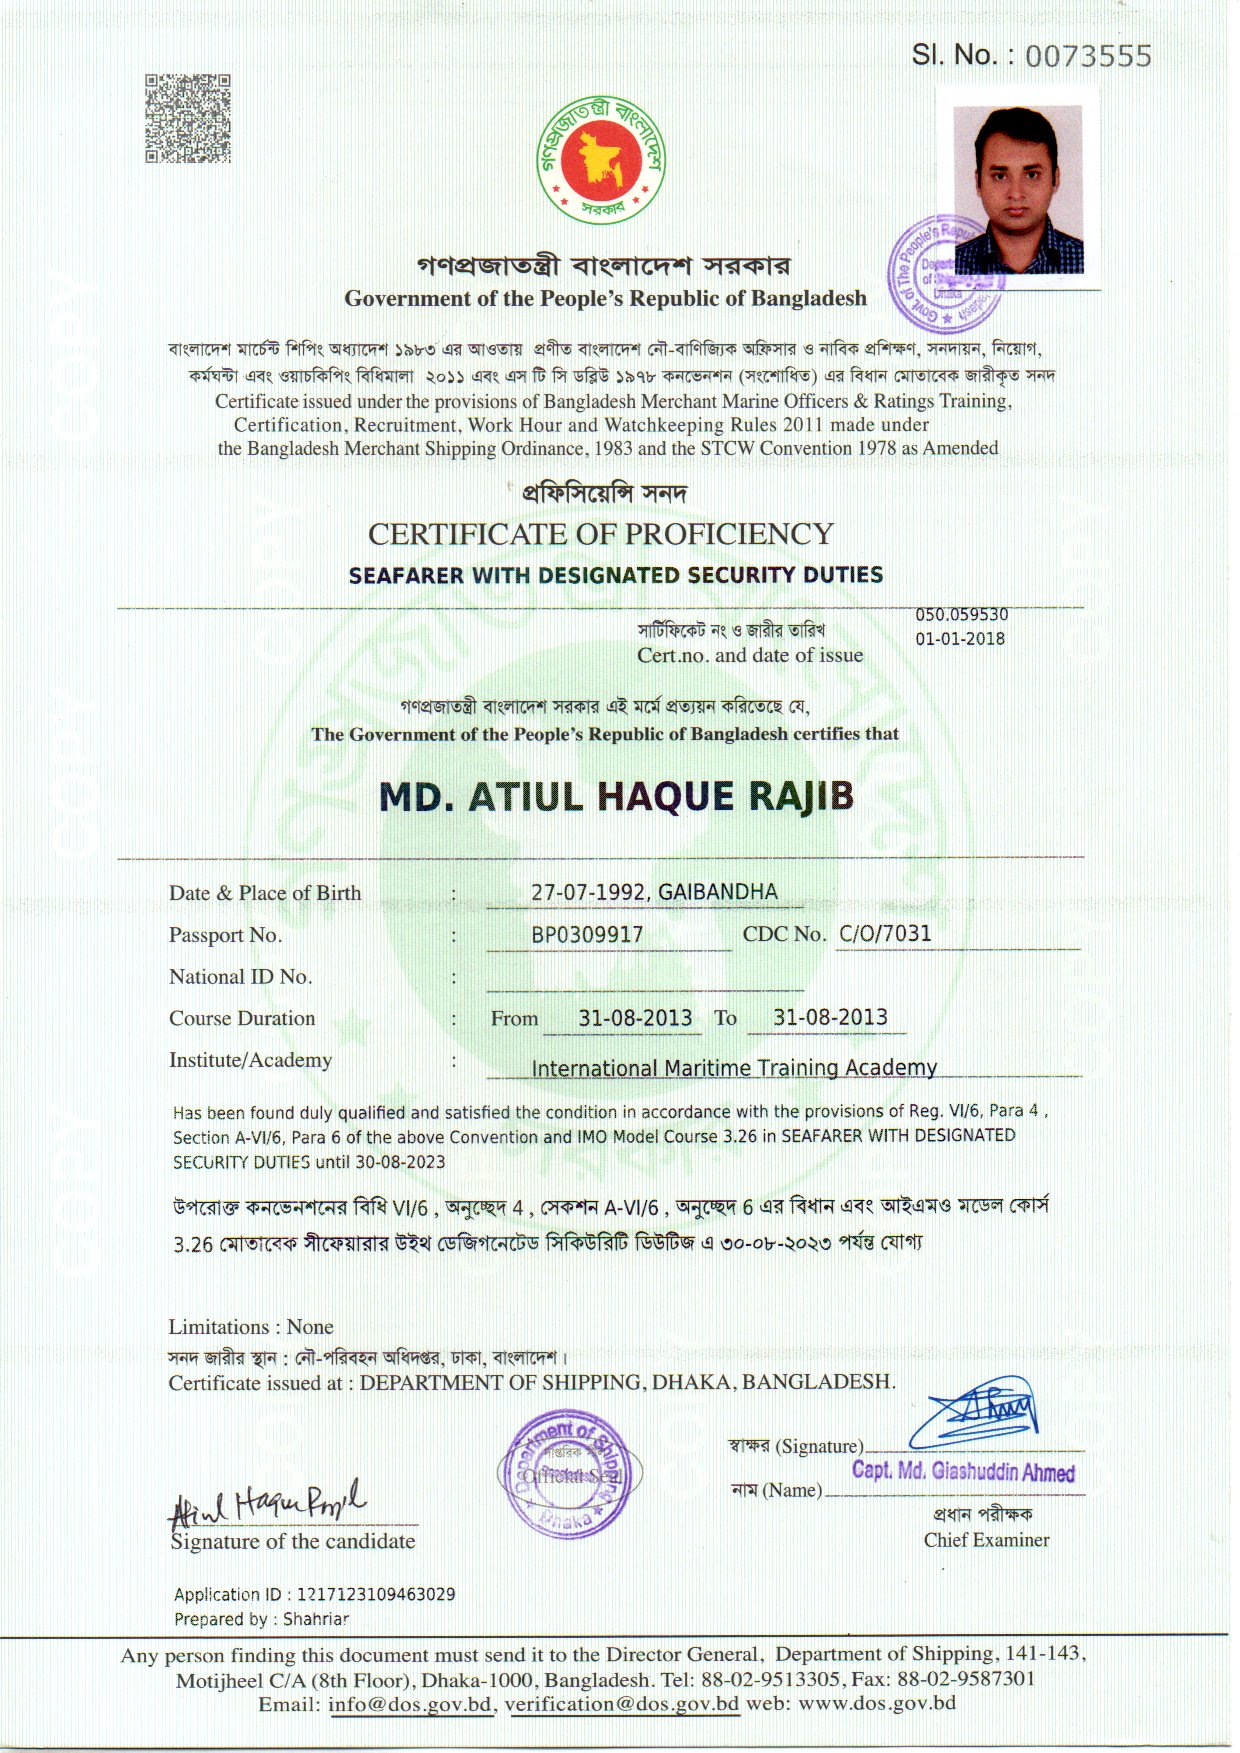 Sl. No. : 0073555
গণপ্রজাতন্ত্রী বাংলাদেশ
সরকার
গণপ্রজাতন্ত্রী বাংলাদেশ সরকার
Government of the People's Republic of Bangladesh
বাংলাদেশ মার্চেন্ট শিপিং অধ্যাদেশ ১৯৮৩ এর আওতায় প্রণীত বাংলাদেশ নৌ-বাণিজ্যিক অফিসার ও নাবিক প্রশিক্ষণ, সনদায়ন, নিয়োগ,
কর্মঘন্টা এবং ওয়াচকিপিং বিধিমালা ২০১১ এবং এস টি সি ডব্লিউ ১৯৭৮ কনভেনশন (সংশোধিত) এর বিধান মোতাবেক জারীকৃত সনদ
Certificate issued under the provisions of Bangladesh Merchant Marine Officers & Ratings Training,
Certification, Recruitment, Work Hour and Watchkeeping Rules 2011 made under
the Bangladesh Merchant Shipping Ordinance, 1983 and the STCW Convention 1978 as Amended
প্রফিসিয়েন্সি সনদ
CERTIFICATE OF PROFICIENCY
SEAFARER WITH DESIGNATED SECURITY DUTIES
সার্টিফিকেট নং ও জারীর তারিখ 050.059530
Cert.no. and date of issue 01-01-2018
গণপ্রজাতন্ত্রী বাংলাদেশ সরকার এই মর্মে প্রত্যয়ন করিতেছে যে,
The Government of the People's Republic of Bangladesh certifies that
MD. ATIUL HAQUE RAJIB
Date & Place of Birth : 27-07-1992, GAIBANDHA
Passport No. : BP0309917 CDC No. C/O/7031
National ID No. :
Course Duration : From 31-08-2013 To 31-08-2013
Institute/Academy : International Maritime Training Academy
Has been found duly qualified and satisfied the condition in accordance with the provisions of Reg. VI/6, Para 4 ,
Section A-VI/6, Para 6 of the above Convention and IMO Model Course 3.26 in SEAFARER WITH DESIGNATED
SECURITY DUTIES until 30-08-2023
উপরোক্ত কনভেনশনের বিধি VI/6 , অনুচ্ছেদ 4 , সেকশন A-VI/6 , অনুচ্ছেদ 6 এর বিধান এবং আইএমও মডেল কোর্স
3.26 মোতাবেক সীফেয়ারার উইথ ডেজিগনেটেড সিকিউরিটি ডিউটিজ এ ৩০-০৮-২০২৩ পর্যন্ত যোগ্য
Limitations : None
সনদ জারীর স্থান : নৌ-পরিবহন অধিদপ্তর, ঢাকা, বাংলাদেশ।
Certificate issued at : DEPARTMENT OF SHIPPING, DHAKA, BANGLADESH.
স্বাক্ষর (Signature)
Capt. Md. Giashuddin Ahmed
নাম (Name)
প্রধান পরীক্ষক
Chief Examiner
Department of Shipping
Official Seal
Dhaka
Atiul Haque Rajib
Signature of the candidate
Application ID : 1217123109463029
Prepared by : Shahriar
Any person finding this document must send it to the Director General, Department of Shipping, 141-143,
Motijheel C/A (8th Floor), Dhaka-1000, Bangladesh. Tel: 88-02-9513305, Fax: 88-02-9587301
Email: info@dos.gov.bd, verification@dos.gov.bd web: www.dos.gov.bd